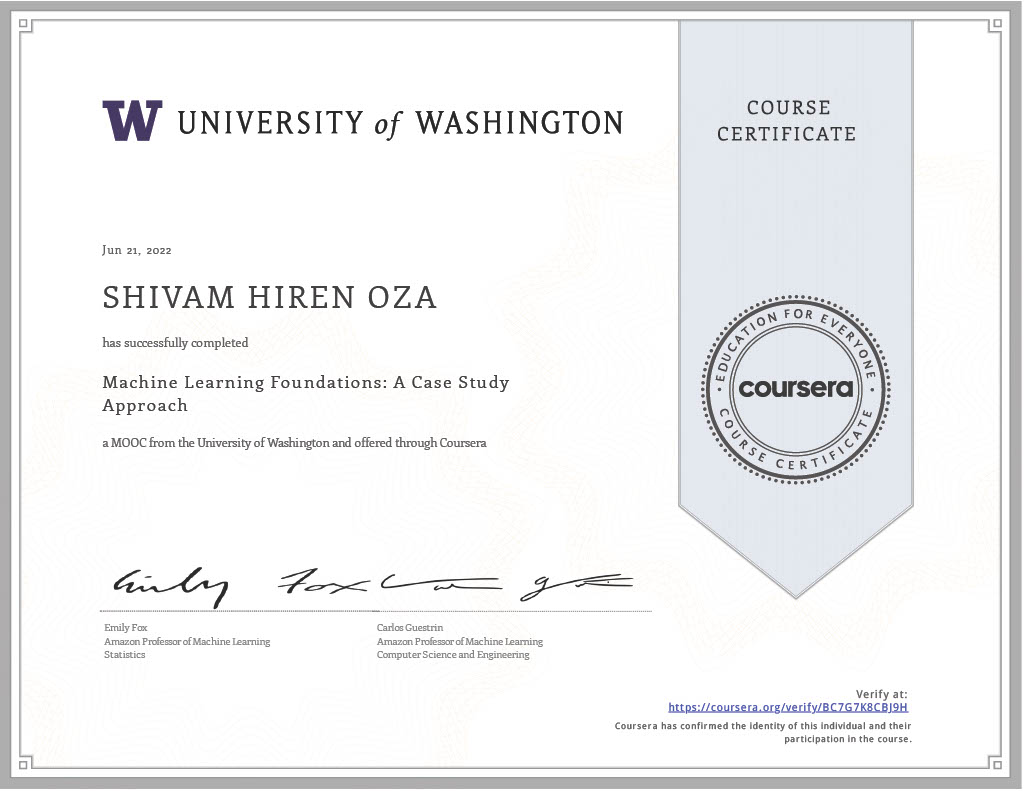 W UNIVERSITY of WASHINGTON
COURSE
CERTIFICATE
Jun 21, 2022
SHIVAM HIREN OZA
has successfully completed
Machine Learning Foundations: A Case Study
Approach
a MOOC from the University of Washington and offered through Coursera
EDUCATION FOR EVERYONE
coursera
COURSE CERTIFICATE
Emily Fox
Emily Fox
Amazon Professor of Machine Learning
Statistics
Carlos Guestrin
Amazon Professor of Machine Learning
Computer Science and Engineering
Verify at:
https://coursera.org/verify/BC7G7K8CBJ9H
Coursera has confirmed the identity of this individual and their
participation in the course.